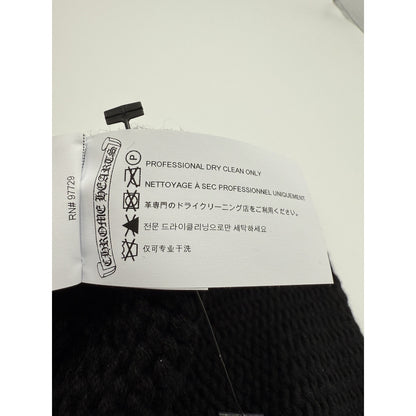 RN# 97729
CHROME HEARTS
P
PROFESSIONAL DRY CLEAN ONLY
NETTOYAGE À SEC PROFESSIONNEL UNIQUEMENT
革専門のドライクリーニング店をご利用ください。
전문 드라이클리닝으로만 세탁하세요
仅可专业干洗